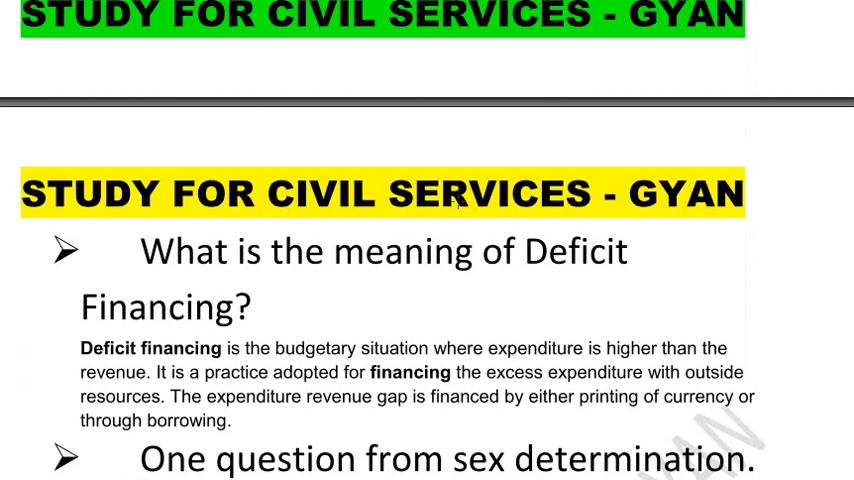 STUDY FOR CIVIL SERVICES - GYAN
STUDY FOR CIVIL SERVICES - GYAN
➢ What is the meaning of Deficit
Financing?
Deficit financing is the budgetary situation where expenditure is higher than the
revenue. It is a practice adopted for financing the excess expenditure with outside
resources. The expenditure revenue gap is financed by either printing of currency or
through borrowing.
➢ One question from sex determination.